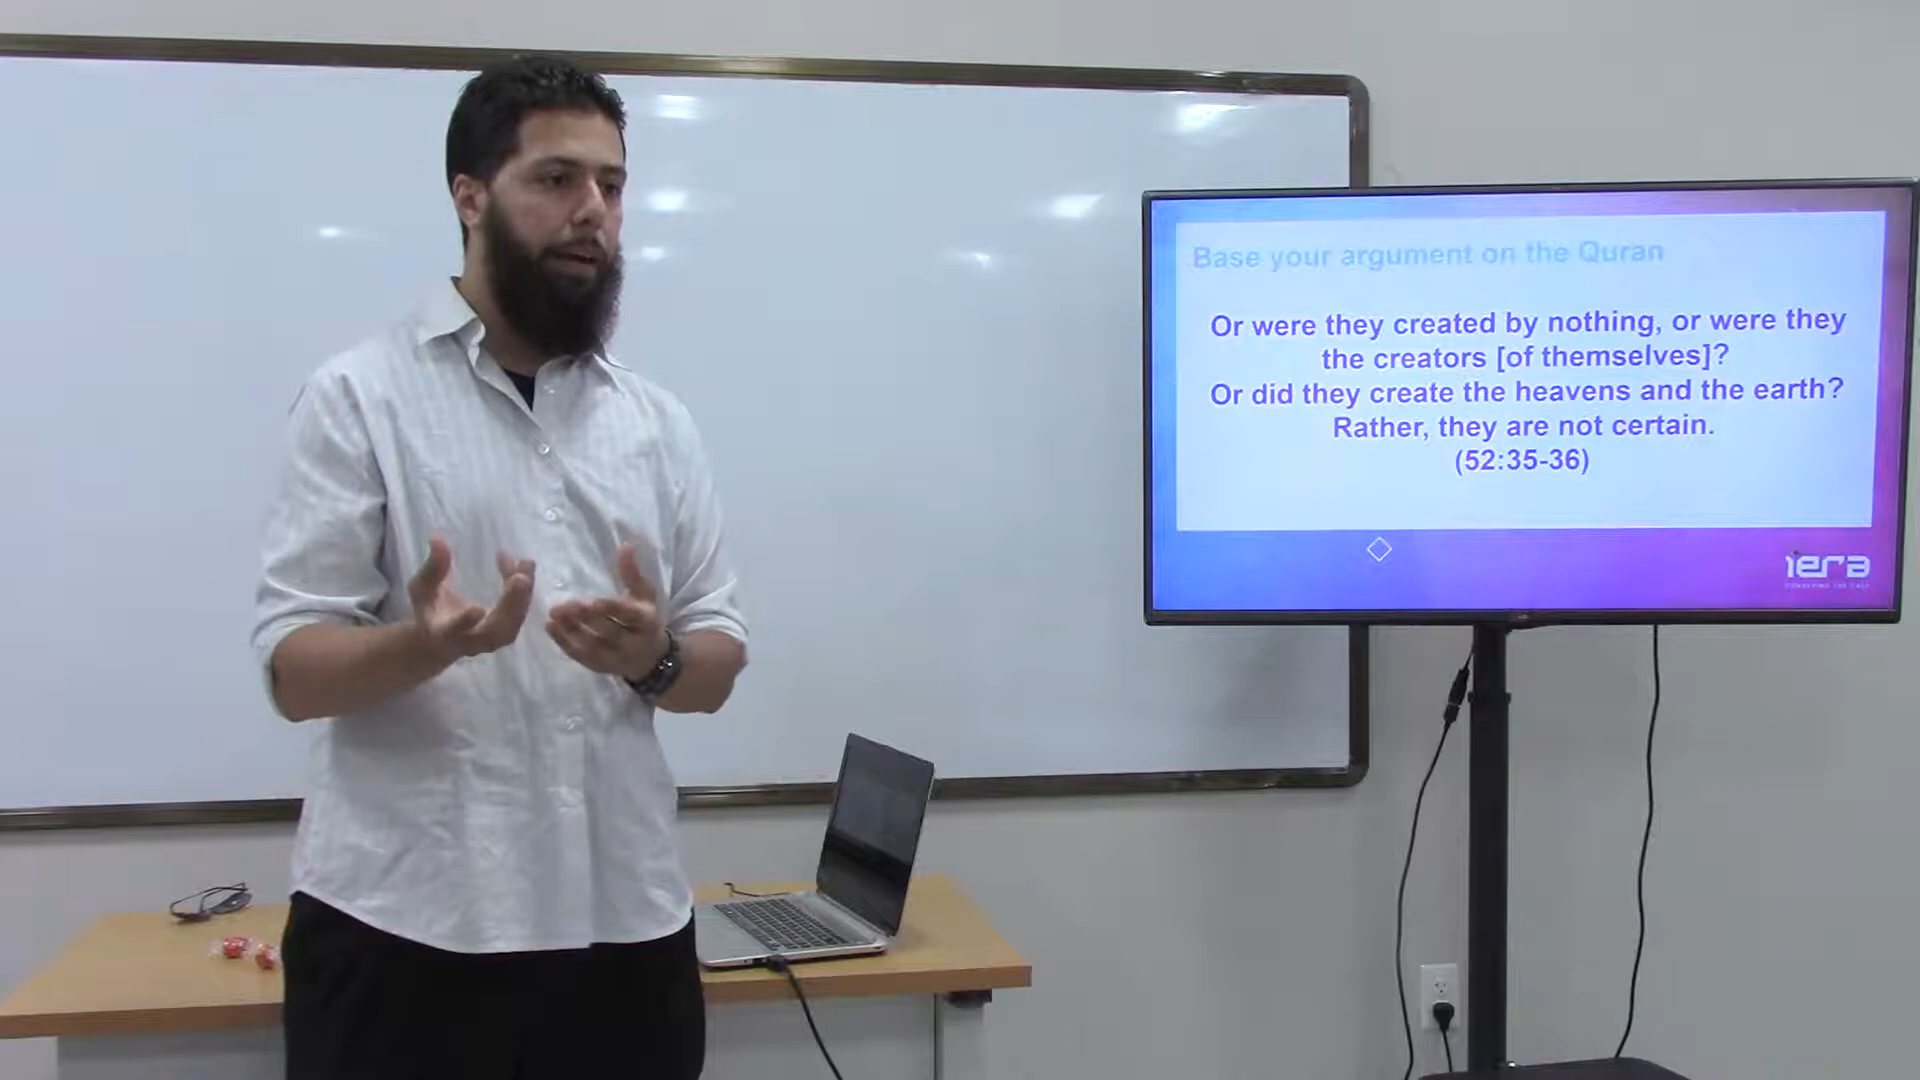 Base your argument on the Quran
Or were they created by nothing, or were they
the creators [of themselves]?
Or did they create the heavens and the earth?
Rather, they are not certain.
(52:35-36)
iera